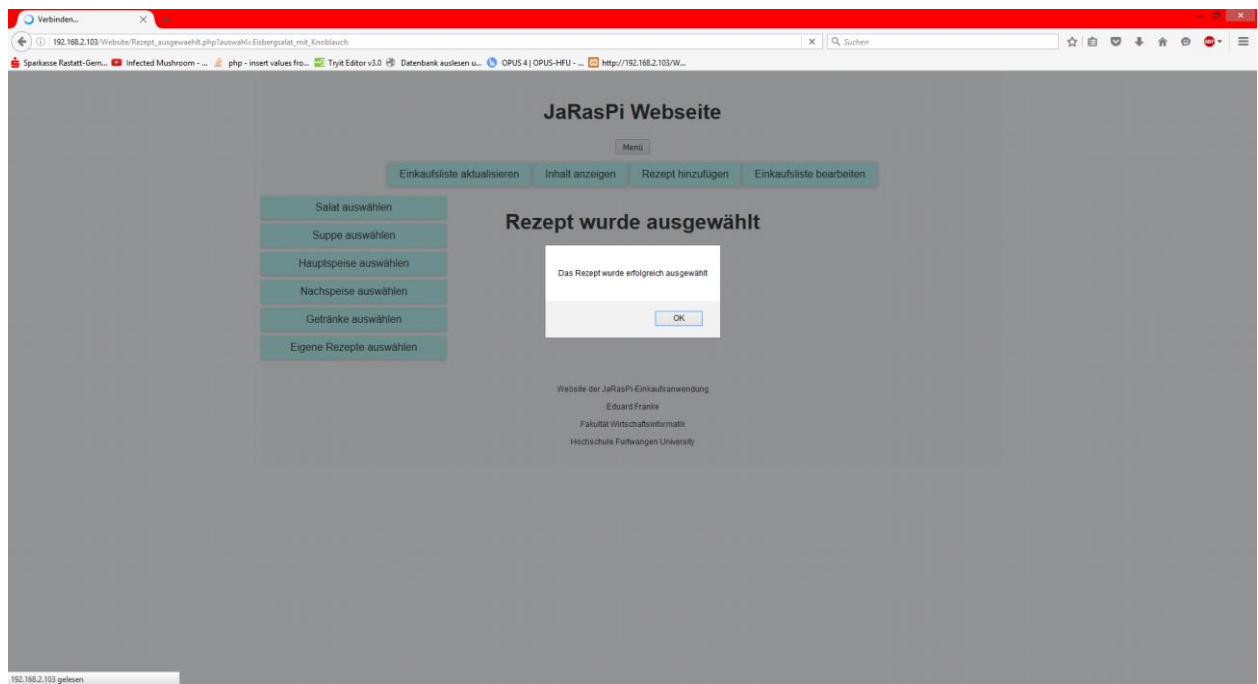 Verbinden...
192.168.2.103/Website/Rezept_ausgewaehlt.php?auswahl=Eisbergsalat_mit_Knoblauch
Suchen
Sparkasse Rastatt-Gern... Infected Mushroom - ... php - insert values fro... Tryit Editor v3.0 Datenbank auslesen u... OPUS 4 | OPUS-HFU - ... http://192.168.2.103/W...
JaRasPi Webseite
Menü
Einkaufsliste aktualisieren Inhalt anzeigen Rezept hinzufügen Einkaufsliste bearbeiten
Salat auswählen
Suppe auswählen
Hauptspeise auswählen
Nachspeise auswählen
Getränke auswählen
Eigene Rezepte auswählen
Rezept wurde ausgewählt
Das Rezept wurde erfolgreich ausgewählt
OK
Website der JaRasPi-Einkaufsanwendung
Eduard Franke
Fakultät Wirtschaftsinformatik
Hochschule Furtwangen University
192.168.2.103 gelesen